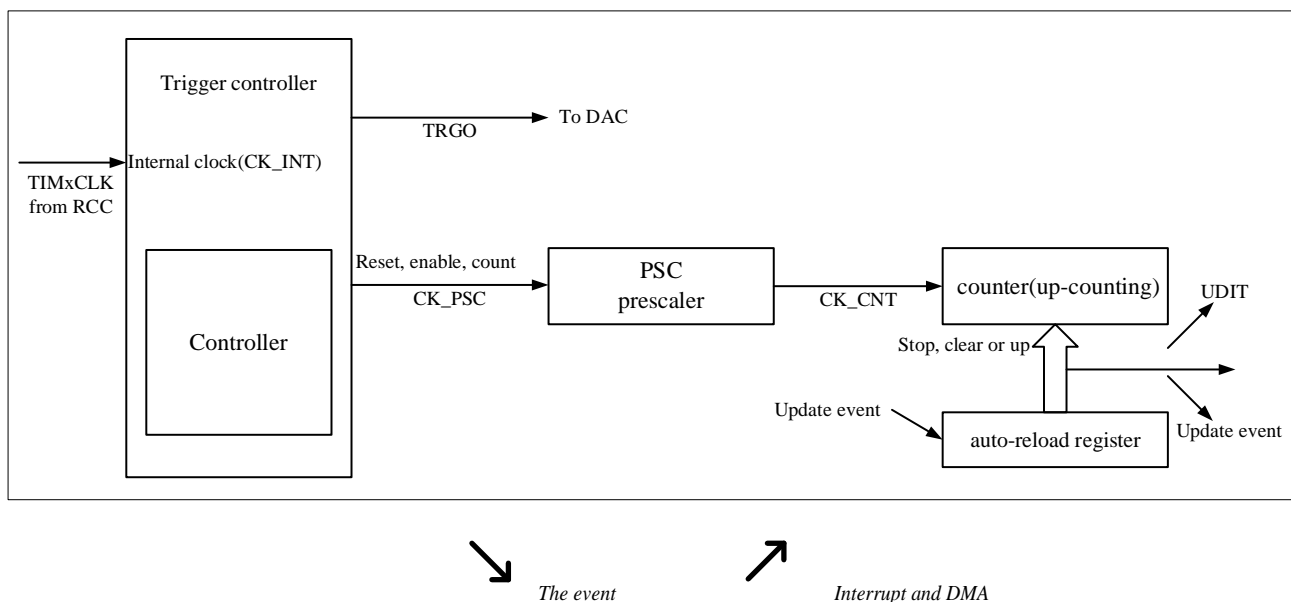 Trigger controller
TRGO
To DAC
Internal clock(CK_INT)
TIMxCLK
from RCC
Reset, enable, count
CK_PSC
PSC
prescaler
CK_CNT
counter(up-counting)
UDIT
Controller
Stop, clear or up
Update event
auto-reload register
Update event
The event
Interrupt and DMA